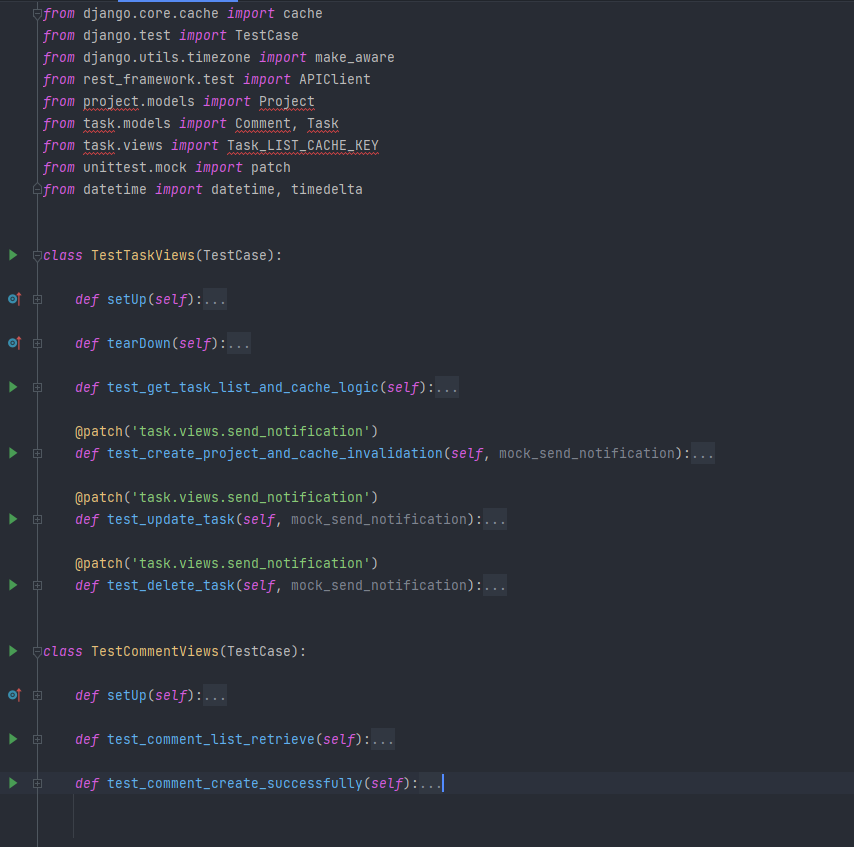 from django.core.cache import cache
from django.test import TestCase
from django.utils.timezone import make_aware
from rest_framework.test import APIClient
from project.models import Project
from task.models import Comment, Task
from task.views import Task_LIST_CACHE_KEY
from unittest.mock import patch
from datetime import datetime, timedelta
class TestTaskViews(TestCase):
def setUp(self):...
def tearDown(self):...
def test_get_task_list_and_cache_logic(self):...
@patch('task.views.send_notification')
def test_create_project_and_cache_invalidation(self, mock_send_notification):...
@patch('task.views.send_notification')
def test_update_task(self, mock_send_notification):...
@patch('task.views.send_notification')
def test_delete_task(self, mock_send_notification):...
class TestCommentViews(TestCase):
def setUp(self):...
def test_comment_list_retrieve(self):...
def test_comment_create_successfully(self):...